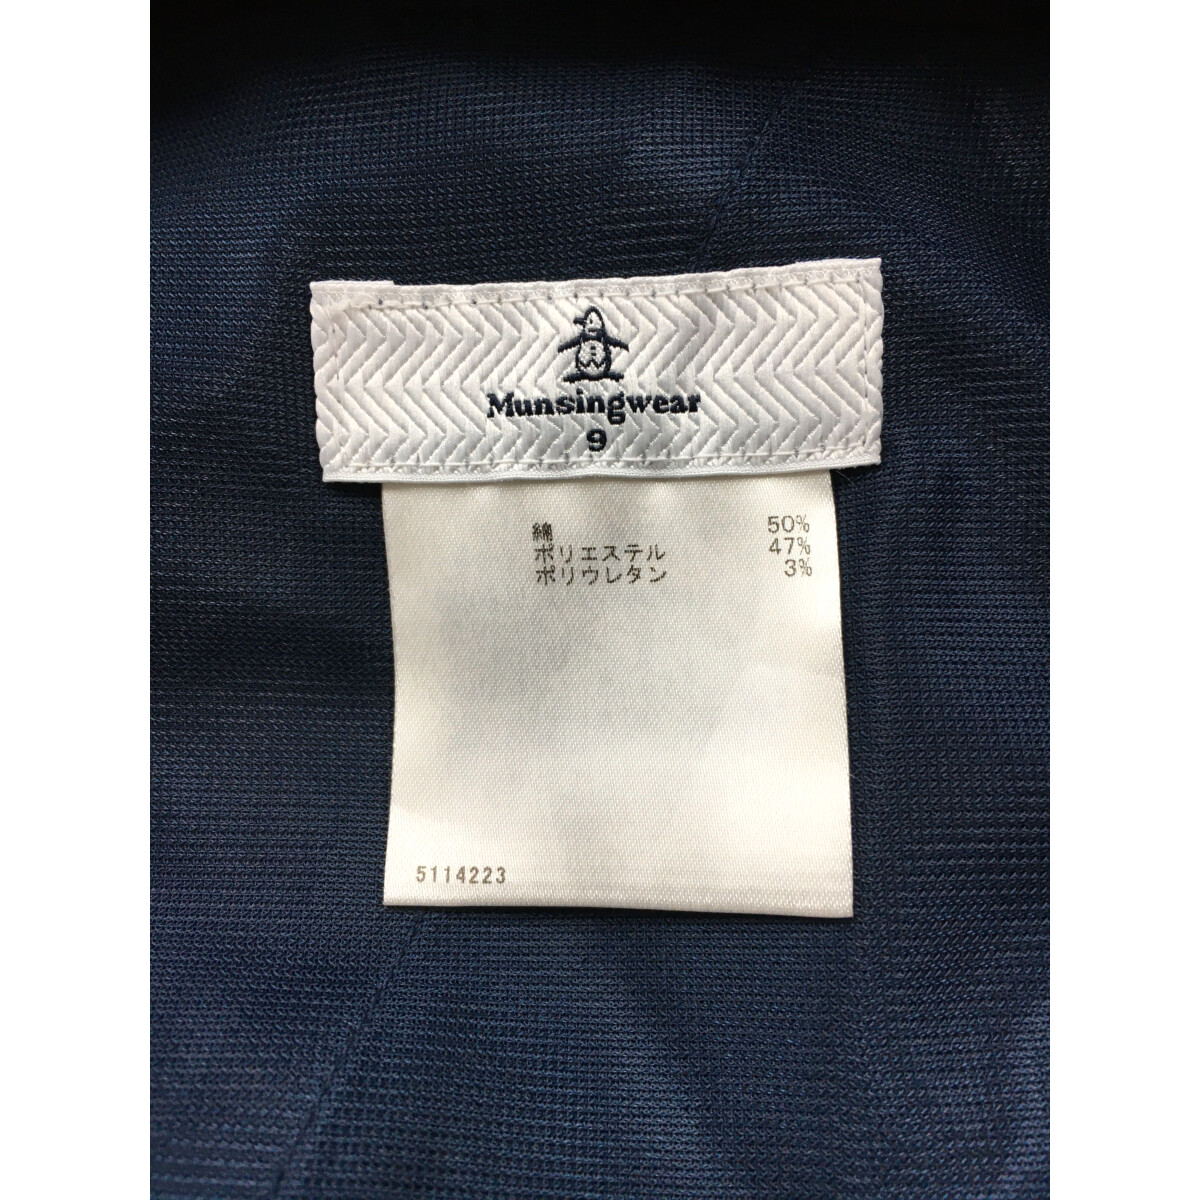 Munsingwear
9
綿 50%
ポリエステル 47%
ポリウレタン 3%
5114223